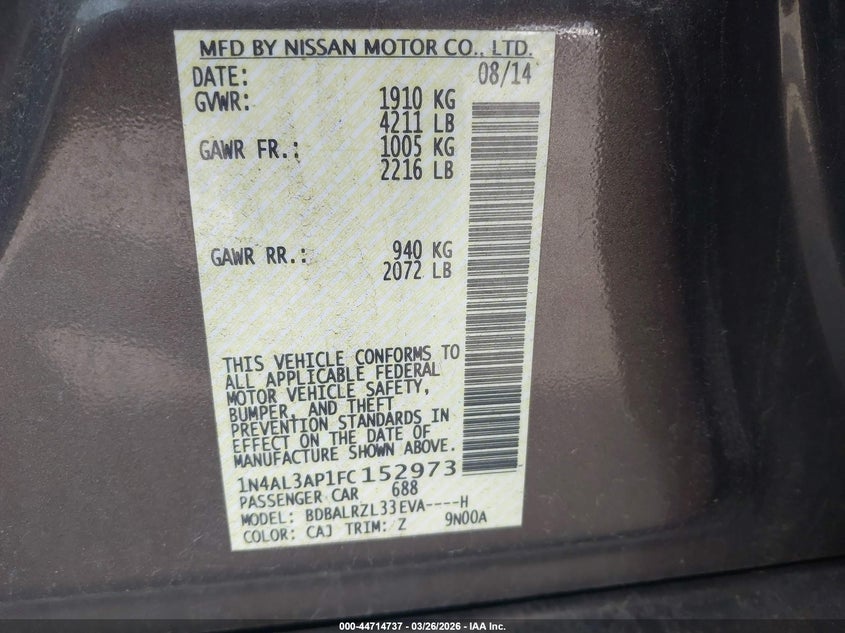 MFD BY NISSAN MOTOR CO., LTD.
DATE: 08/14
GVWR: 1910 KG
4211 LB
GAWR FR.: 1005 KG
2216 LB
GAWR RR.: 940 KG
2072 LB
THIS VEHICLE CONFORMS TO
ALL APPLICABLE FEDERAL
MOTOR VEHICLE SAFETY,
BUMPER, AND THEFT
PREVENTION STANDARDS IN
EFFECT ON THE DATE OF
MANUFACTURE SHOWN ABOVE.
1N4AL3AP1FC152973
PASSENGER CAR 688
MODEL: BDBALRZL33EVA----H
COLOR: CAJ TRIM: Z 9N00A
000-44714737 - 03/26/2026 - IAA Inc.